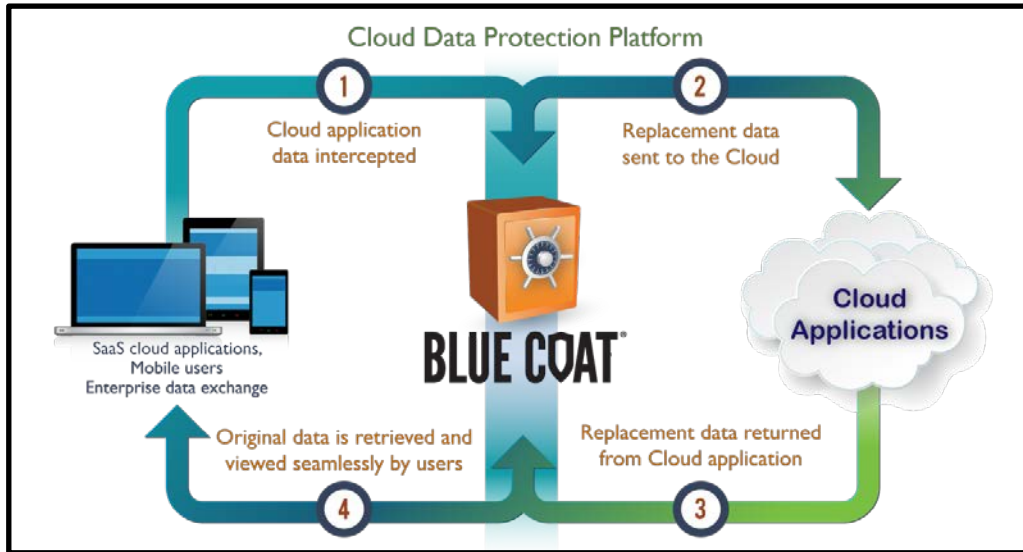 Cloud Data Protection Platform
1
Cloud application
data intercepted
2
Replacement data
sent to the Cloud
SaaS cloud applications,
Mobile users
Enterprise data exchange
BLUE COAT®
Cloud
Applications
Original data is retrieved and
viewed seamlessly by users
4
Replacement data returned
from Cloud application
3